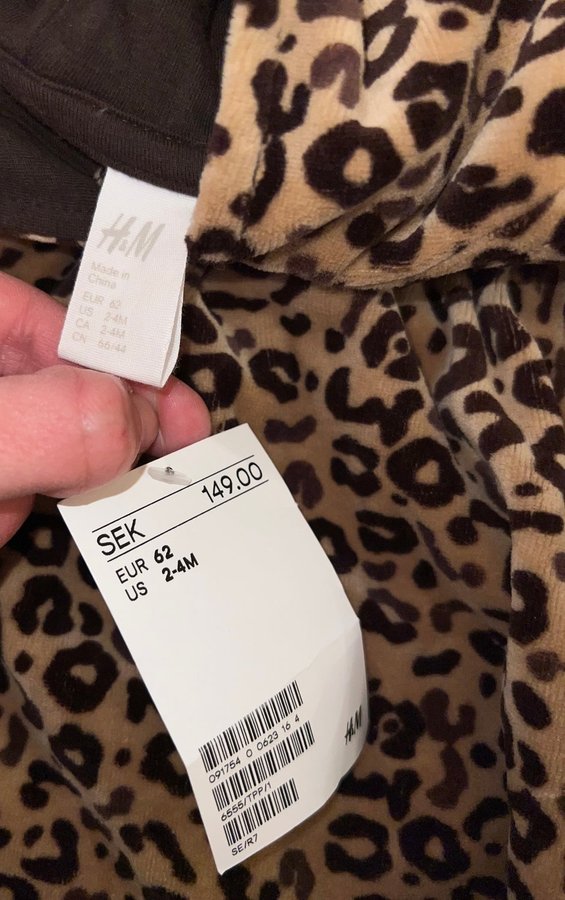 H&M
Made in
China
EUR 62
US 2-4M
CA 2-4M
CN 66/44
SEK 149.00
EUR 62
US 2-4M
091754 0 0623 16 4
6555/TPP/1
SE/R7
H&M